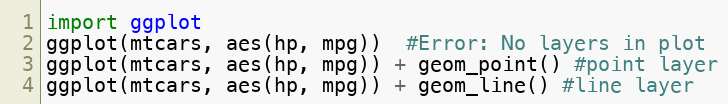 1 import ggplot
2 ggplot(mtcars, aes(hp, mpg))  #Error: No layers in plot
3 ggplot(mtcars, aes(hp, mpg)) + geom_point() #point layer
4 ggplot(mtcars, aes(hp, mpg)) + geom_line() #line layer